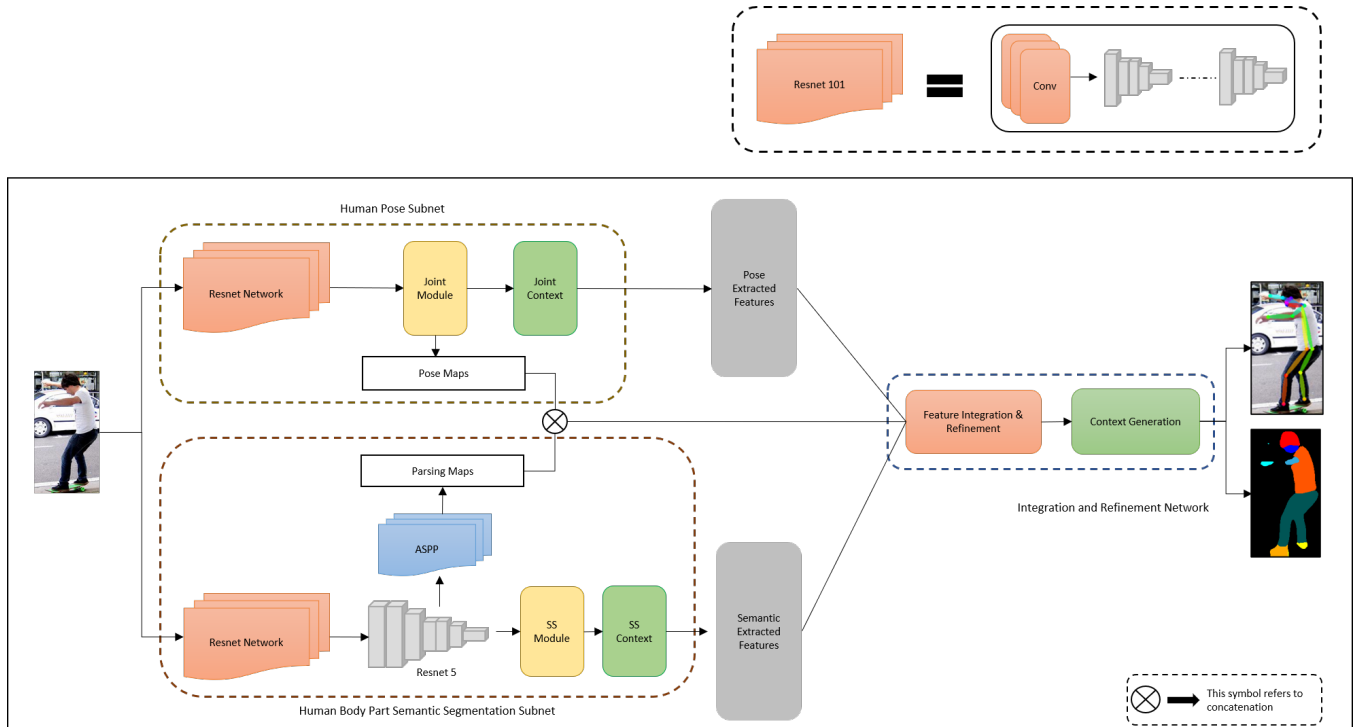 Resnet 101
Conv
Human Pose Subnet
Resnet Network
Joint
Module
Joint
Context
Pose
Extracted
Features
Pose Maps
Feature Integration &
Refinement
Context Generation
Parsing Maps
Integration and Refinement Network
ASPP
Resnet Network
Resnet 5
SS
Module
SS
Context
Semantic
Extracted
Features
Human Body Part Semantic Segmentation Subnet
This symbol refers to
concatenation